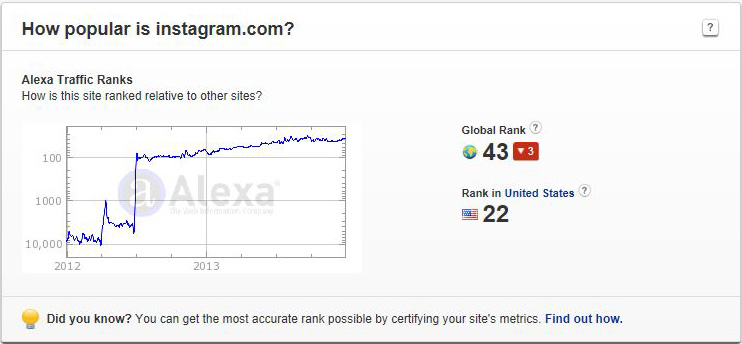 How popular is instagram.com?
?
Alexa Traffic Ranks
How is this site ranked relative to other sites?
100
1000
10,000
2012
2013
a Alexa®
The Web Information Company
Global Rank ?
43 ▼3
Rank in United States ?
22
Did you know? You can get the most accurate rank possible by certifying your site's metrics. Find out how.